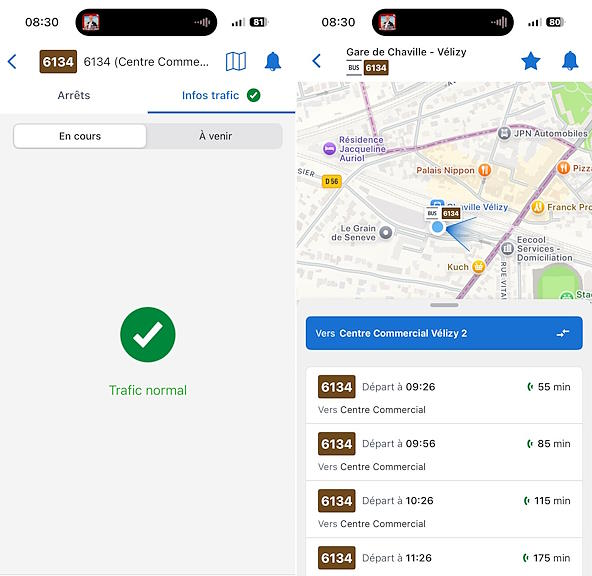 08:30
81
6134
6134 (Centre Comme...
Arrêts
Infos trafic
En cours
À venir
Trafic normal
08:30
80
Gare de Chaville - Vélizy
BUS 6134
JPN Automobiles
Résidence
Jacqueline
Auriol
Palais Nippon
Pizza
SIER
D 56
Chaville Vélizy
BUS 6134
Franck Pro
Le Grain
de Seneve
Eecool
Services -
Domiciliation
Kuch
RUE VITAL
Sta
Vers Centre Commercial Vélizy 2
6134 Départ à 09:26 55 min
Vers Centre Commercial
6134 Départ à 09:56 85 min
Vers Centre Commercial
6134 Départ à 10:26 115 min
Vers Centre Commercial
6134 Départ à 11:26 175 min